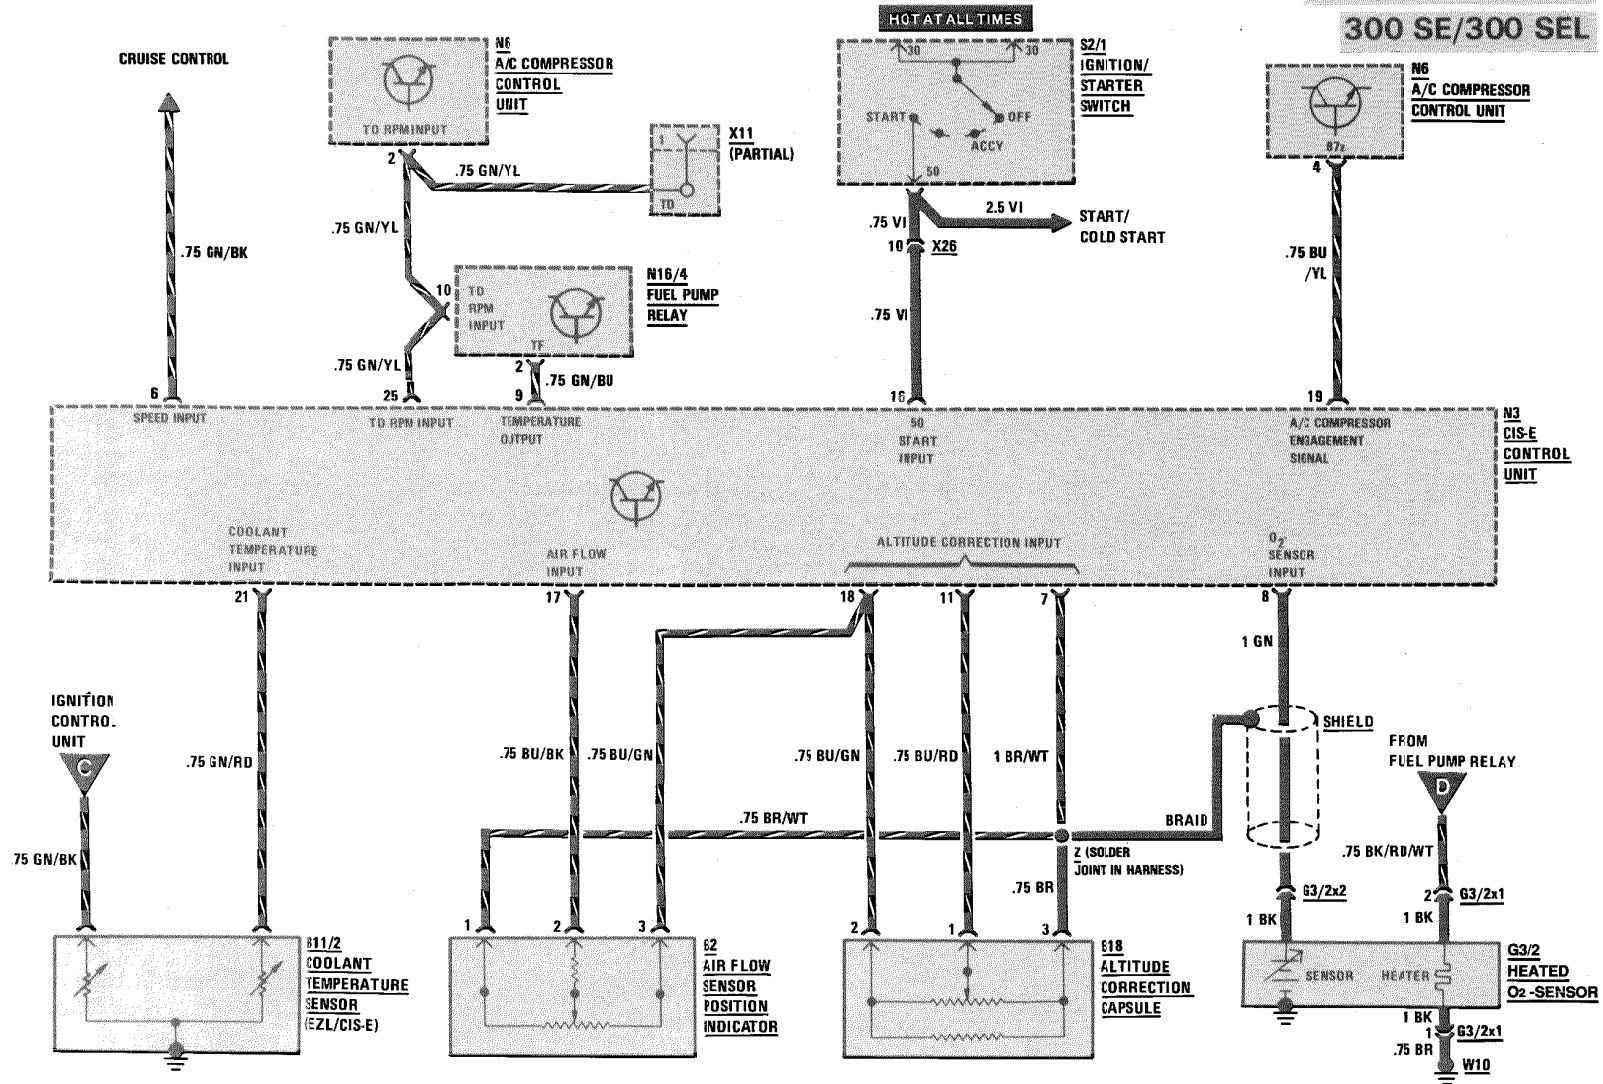 HOT AT ALL TIMES
300 SE/300 SEL
CRUISE CONTROL
.75 GN/BK
6
N6
A/C COMPRESSOR
CONTROL
UNIT
TD RPM INPUT
2
.75 GN/YL
X11
(PARTIAL)
1
TD
.75 GN/YL
10
TD
RPM
INPUT
TF
N16/4
FUEL PUMP
RELAY
.75 GN/YL
25
2
.75 GN/BU
9
30
30
START
OFF
ACCY
50
S2/1
IGNITION/
STARTER
SWITCH
.75 VI
2.5 VI
START/
COLD START
10
X26
.75 VI
16
N6
A/C COMPRESSOR
CONTROL UNIT
87z
4
.75 BU
/YL
19
SPEED INPUT
TD RPM INPUT
TEMPERATURE
OUTPUT
50
START
INPUT
A/C COMPRESSOR
ENGAGEMENT
SIGNAL
N3
CIS-E
CONTROL
UNIT
COOLANT
TEMPERATURE
INPUT
AIR FLOW
INPUT
ALTITUDE CORRECTION INPUT
O2
SENSOR
INPUT
21
17
18
11
7
8
1 GN
IGNITION
CONTROL
UNIT
C
.75 GN/RD
.75 BU/BK
.75 BU/GN
.75 BU/GN
.75 BU/RD
1 BR/WT
SHIELD
FROM
FUEL PUMP RELAY
D
.75 BR/WT
BRAID
Z (SOLDER
JOINT IN HARNESS)
.75 GN/BK
.75 BR
.75 BK/RD/WT
G3/2x2
2
G3/2x1
1 BK
1 BK
1
2
3
2
1
3
B11/2
COOLANT
TEMPERATURE
SENSOR
(EZL/CIS-E)
B2
AIR FLOW
SENSOR
POSITION
INDICATOR
B18
ALTITUDE
CORRECTION
CAPSULE
SENSOR
HEATER
G3/2
HEATED
O2-SENSOR
1 BK
1
G3/2x1
.75 BR
W10